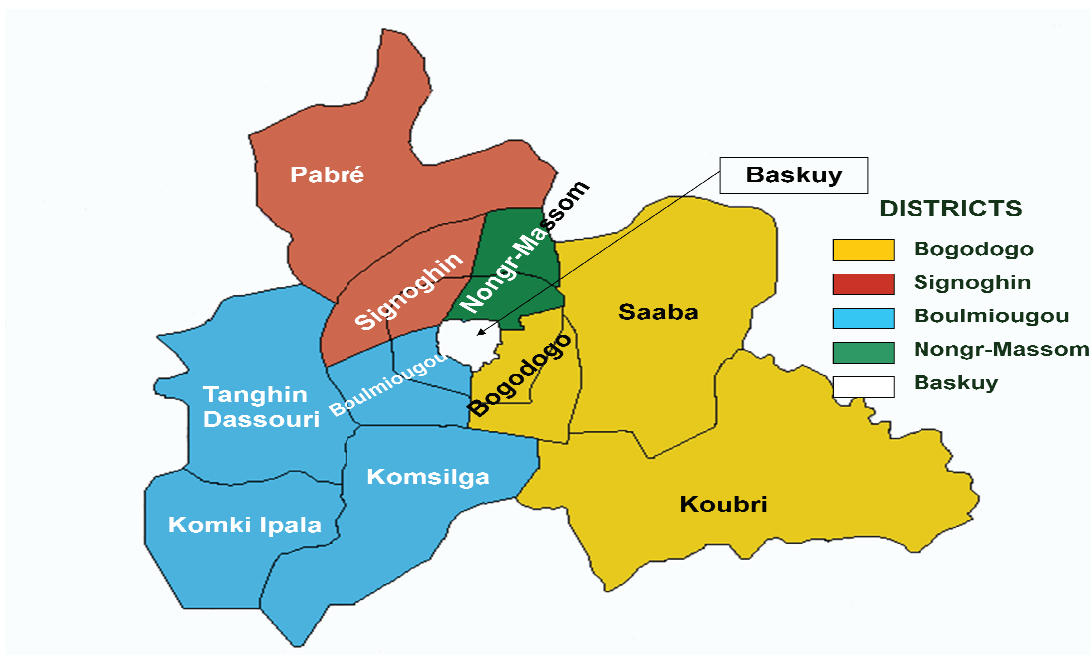 Pabré
Baskuy
Nongr-Massom
DISTRICTS
Bogodogo
Signoghin
Boulmiougou
Nongr-Massom
Baskuy
Signoghin
Saaba
Boulmiougou
Bogodogo
Tanghin
Dassouri
Komsilga
Koubri
Komki Ipala